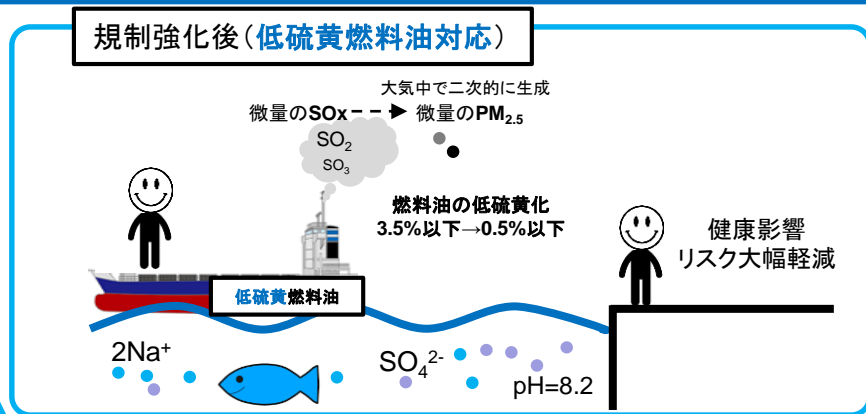 規制強化後（低硫黄燃料油対応）
大気中で二次的に生成
微量のSOx
微量のPM2.5
SO2
SO3
燃料油の低硫黄化
3.5%以下→0.5%以下
健康影響
リスク大幅軽減
低硫黄燃料油
2Na+
SO42-
pH=8.2